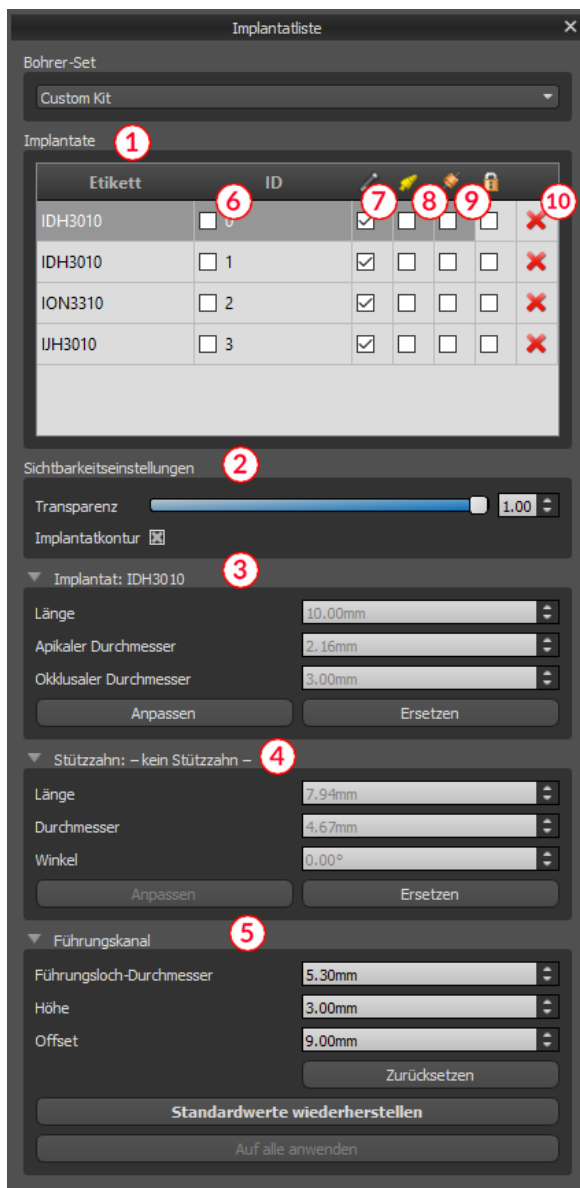 Implantatliste ×
Bohrer-Set
Custom Kit
Implantate 1
Etikett ID
6 7 8 9 10
IDH3010 0
IDH3010 1
ION3310 2
IJH3010 3
Sichtbarkeitseinstellungen 2
Transparenz 1.00
Implantatkontur
Implantat: IDH3010 3
Länge 10.00mm
Apikaler Durchmesser 2.16mm
Okklusaler Durchmesser 3.00mm
Anpassen Ersetzen
Stützzahn: – kein Stützzahn – 4
Länge 7.94mm
Durchmesser 4.67mm
Winkel 0.00°
Anpassen Ersetzen
Führungskanal 5
Führungsloch-Durchmesser 5.30mm
Höhe 3.00mm
Offset 9.00mm
Zurücksetzen
Standardwerte wiederherstellen
Auf alle anwenden